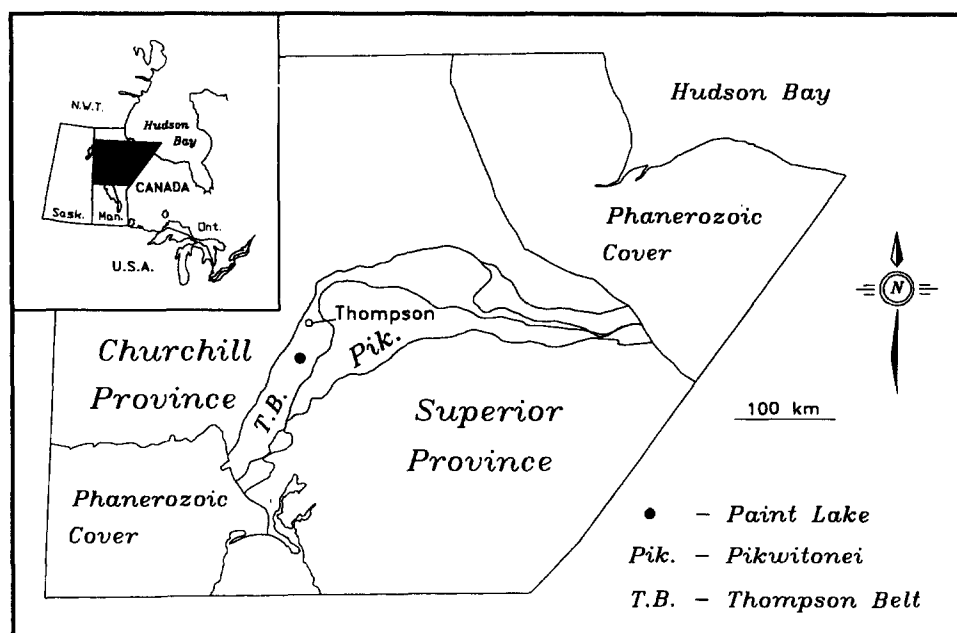 N.W.T.
Hudson
Bay
CANADA
Sask.
Man.
Ont.
U.S.A.
Hudson Bay
Phanerozoic
Cover
N
Thompson
Pik.
Churchill
Province
T.B.
Superior
Province
100 km
Phanerozoic
Cover
● – Paint Lake
Pik. – Pikwitonei
T.B. – Thompson Belt